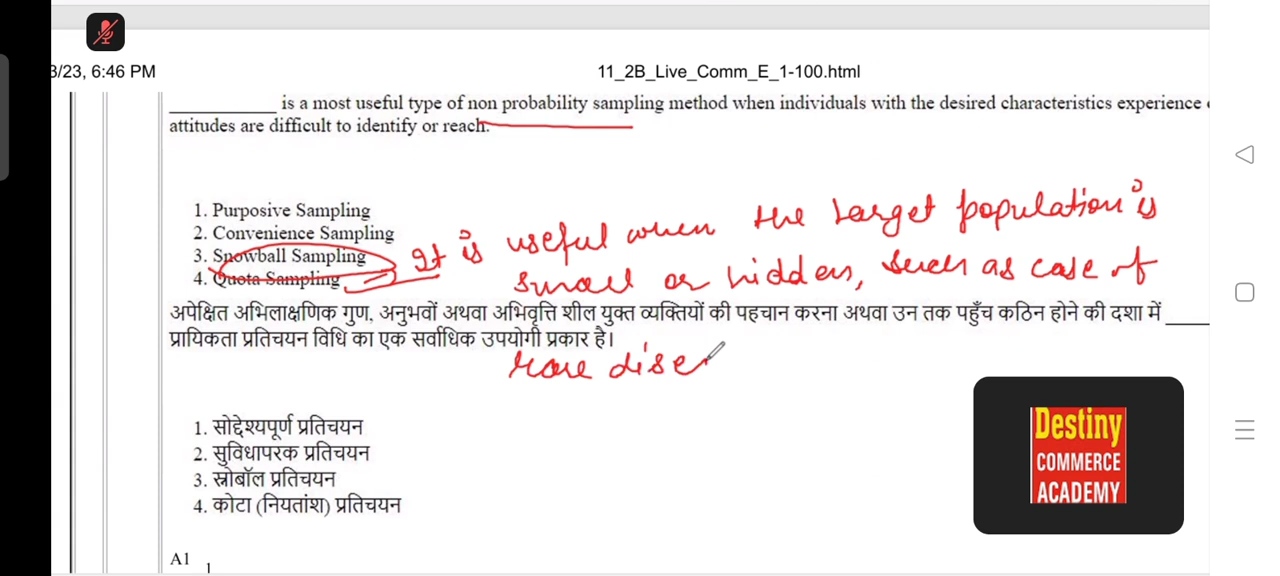 3/23, 6:46 PM
11_2B_Live_Comm_E_1-100.html
__________ is a most useful type of non probability sampling method when individuals with the desired characteristics experience
attitudes are difficult to identify or reach.
1. Purposive Sampling
2. Convenience Sampling
3. Snowball Sampling
4. Quota Sampling
It is useful when the target population is
small or hidden, such as case of
अपेक्षित अभिलाक्षणिक गुण, अनुभवों अथवा अभिवृत्ति शील युक्त व्यक्तियों की पहचान करना अथवा उन तक पहुँच कठिन होने की दशा में ____
प्रायिकता प्रतिचयन विधि का एक सर्वाधिक उपयोगी प्रकार है।
rare dise
1. सोद्देश्यपूर्ण प्रतिचयन
2. सुविधापरक प्रतिचयन
3. स्नोबॉल प्रतिचयन
4. कोटा (नियतांश) प्रतिचयन
Destiny
COMMERCE
ACADEMY
A1
1